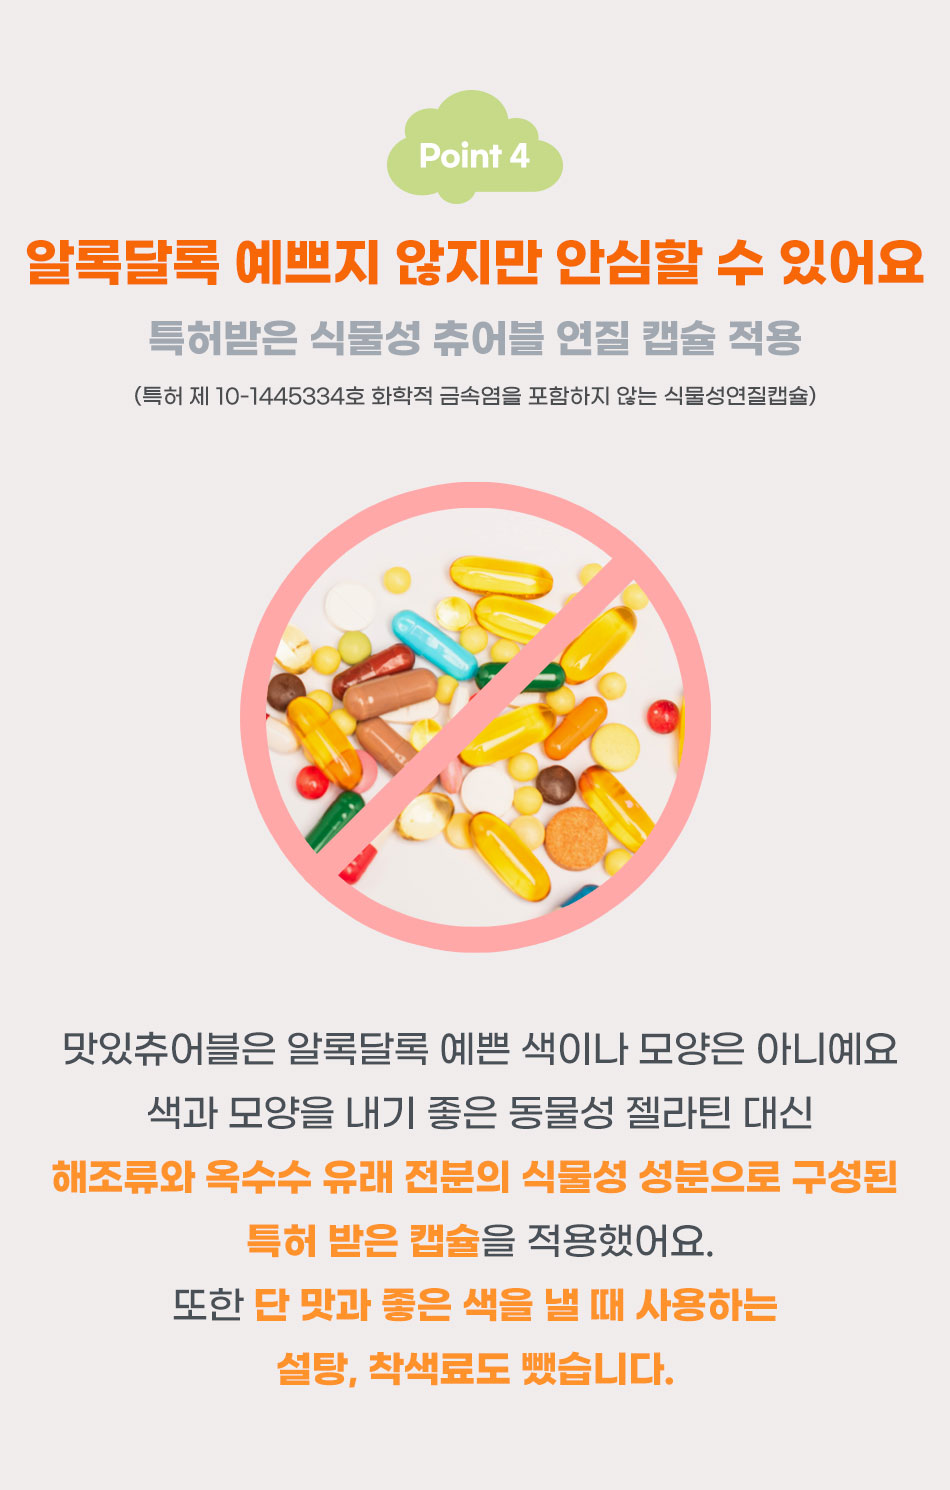 Point 4
알록달록 예쁘지 않지만 안심할 수 있어요
특허받은 식물성 츄어블 연질 캡슐 적용
(특허 제 10-1445334호 화학적 금속염을 포함하지 않는 식물성연질캡슐)
맛있츄어블은 알록달록 예쁜 색이나 모양은 아니예요
색과 모양을 내기 좋은 동물성 젤라틴 대신
해조류와 옥수수 유래 전분의 식물성 성분으로 구성된
특허 받은 캡슐을 적용했어요.
또한 단 맛과 좋은 색을 낼 때 사용하는
설탕, 착색료도 뺐습니다.